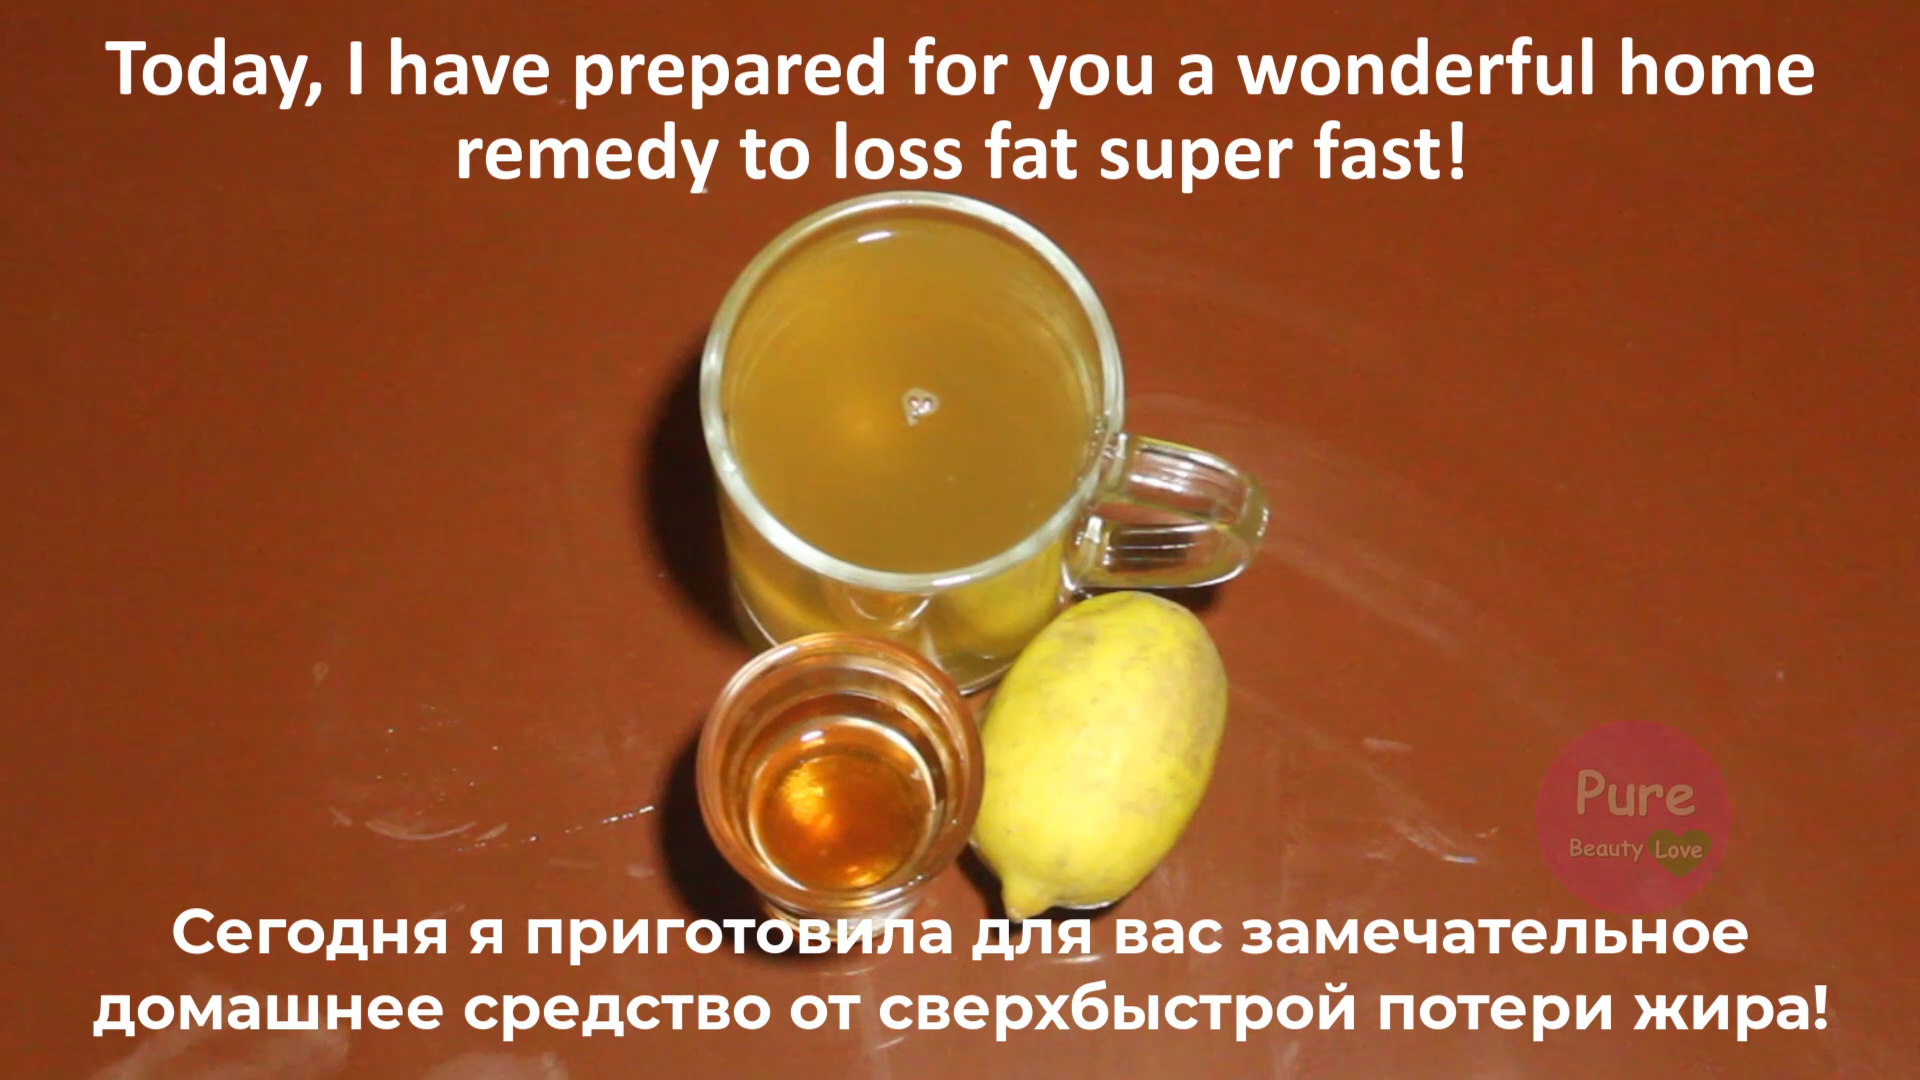 Today, I have prepared for you a wonderful home
remedy to loss fat super fast!
Pure
Beauty Love
Сегодня я приготовила для вас замечательное
домашнее средство от сверхбыстрой потери жира!